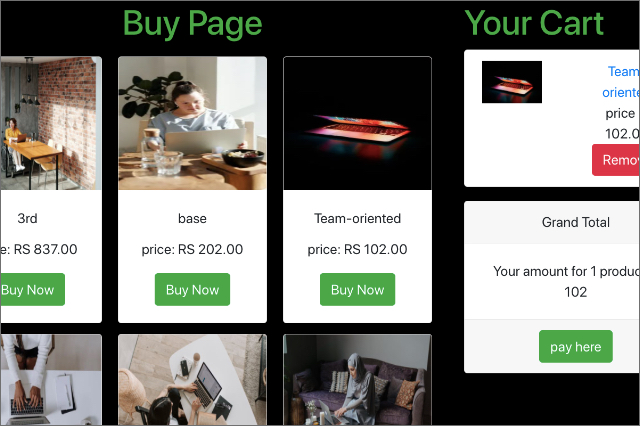 Buy Page
Your Cart
3rd
e: RS 837.00
Buy Now
base
price: RS 202.00
Buy Now
Team-oriented
price: RS 102.00
Buy Now
Team
oriente
price
102.0
Remo
Grand Total
Your amount for 1 produc
102
pay here